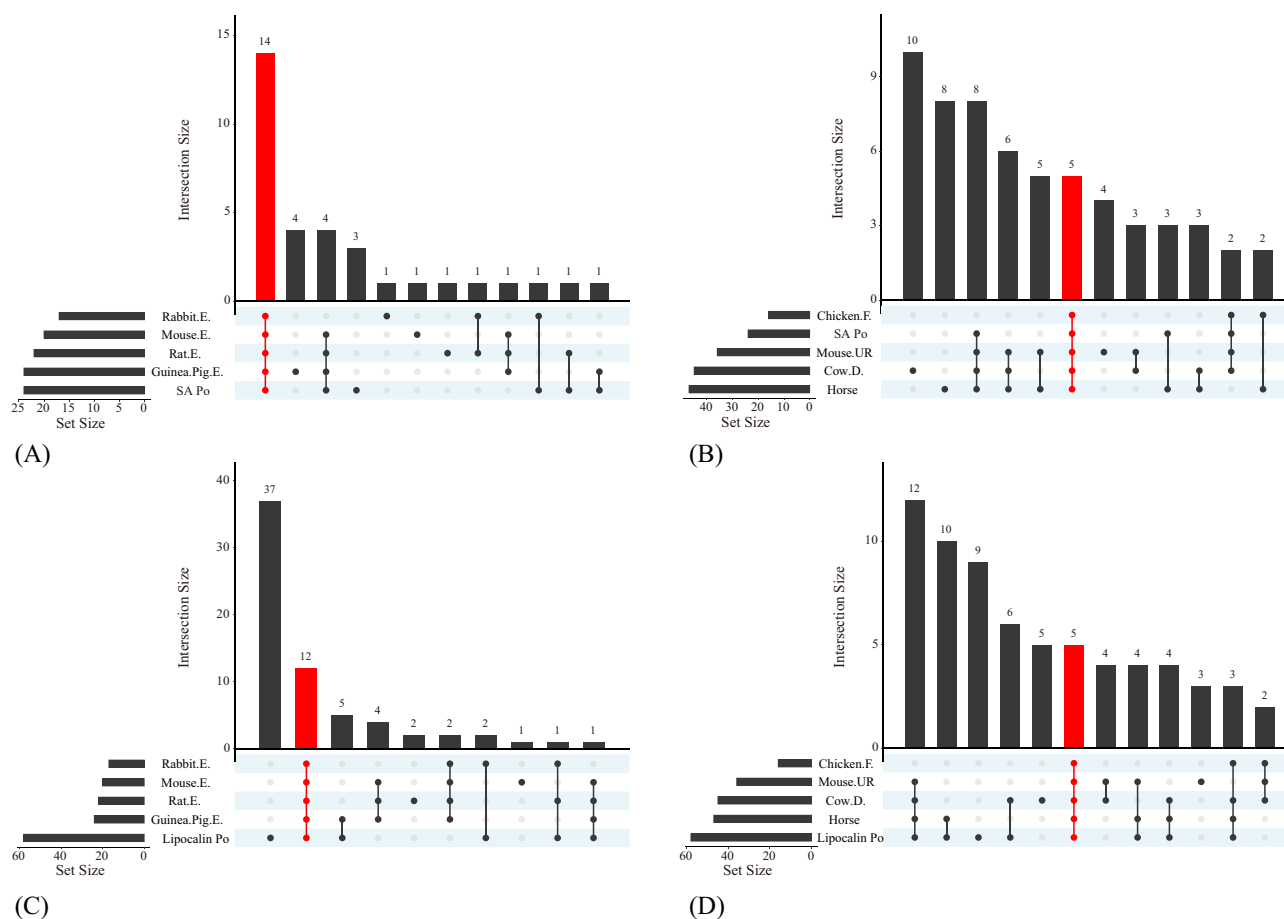 15
10
5
0
Intersection Size
14
4
4
3
1
1
1
1
1
1
1
1
Rabbit.E.
Mouse.E.
Rat.E.
Guinea.Pig.E.
SA Po
25 20 15 10 5 0
Set Size
(A)
9
6
3
0
Intersection Size
10
8
8
6
5
5
4
3
3
3
2
2
Chicken.F.
SA Po
Mouse.UR
Cow.D.
Horse
40 30 20 10 0
Set Size
(B)
40
30
20
10
0
Intersection Size
37
12
5
4
2
2
2
1
1
1
Rabbit.E.
Mouse.E.
Rat.E.
Guinea.Pig.E.
Lipocalin Po
60 40 20 0
Set Size
(C)
10
5
0
Intersection Size
12
10
9
6
5
5
4
4
4
3
3
2
Chicken.F.
Mouse.UR
Cow.D.
Horse
Lipocalin Po
60 40 20 0
Set Size
(D)